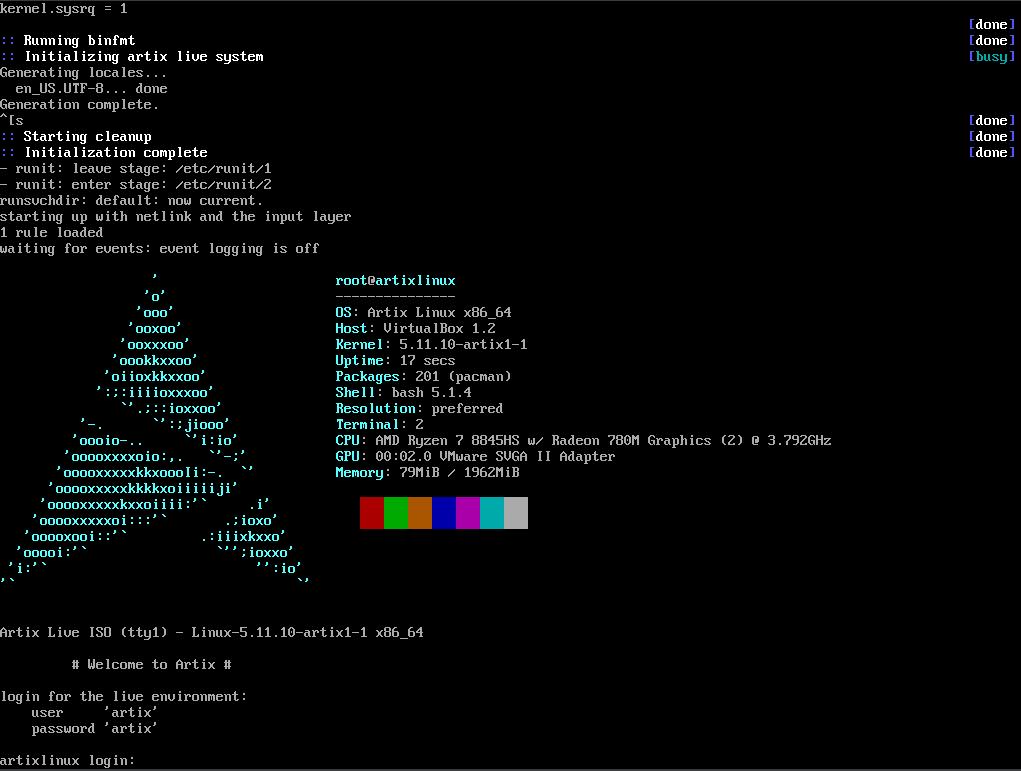 kernel.sysrq = 1
[done]
:: Running binfmt [done]
:: Initializing artix live system [busy]
Generating locales...
  en_US.UTF-8... done
Generation complete.
^[s [done]
:: Starting cleanup [done]
:: Initialization complete [done]
- runit: leave stage: /etc/runit/1
- runit: enter stage: /etc/runit/2
runsvchdir: default: now current.
starting up with netlink and the input layer
1 rule loaded
waiting for events: event logging is off
                   '                      root@artixlinux
                  'o'                     ---------------
                 'ooo'                    OS: Artix Linux x86_64
                'ooxoo'                   Host: VirtualBox 1.2
               'ooxxxoo'                  Kernel: 5.11.10-artix1-1
              'oookkxxoo'                 Uptime: 17 secs
             'oiioxkkxxoo'                Packages: 201 (pacman)
            ':;:iiiioxxxoo'               Shell: bash 5.1.4
               `'.;::ioxxoo'              Resolution: preferred
          '-.      `':;jiooo'             Terminal: 2
         'oooio-..     `'i:io'            CPU: AMD Ryzen 7 8845HS w/ Radeon 780M Graphics (2) @ 3.792GHz
        'ooooxxxxoio:,.   `'-;'           GPU: 00:02.0 VMware SVGA II Adapter
       'ooooxxxxxkkxoooIi:-.  `'          Memory: 79MiB / 1962MiB
      'ooooxxxxxkkkkxoiiiiiji'
     'ooooxxxxxkxxoiiii:'`     .i'
    'ooooxxxxxoi:::'`       .;ioxo'
   'ooooxooi::'`         .:iiixkxxo'
  'ooooi:'`                `'';ioxxo'
 'i:'`                          '':io'
'`                                   `'
Artix Live ISO (tty1) - Linux-5.11.10-artix1-1 x86_64
# Welcome to Artix #
login for the live environment:
    user     'artix'
    password 'artix'
artixlinux login: